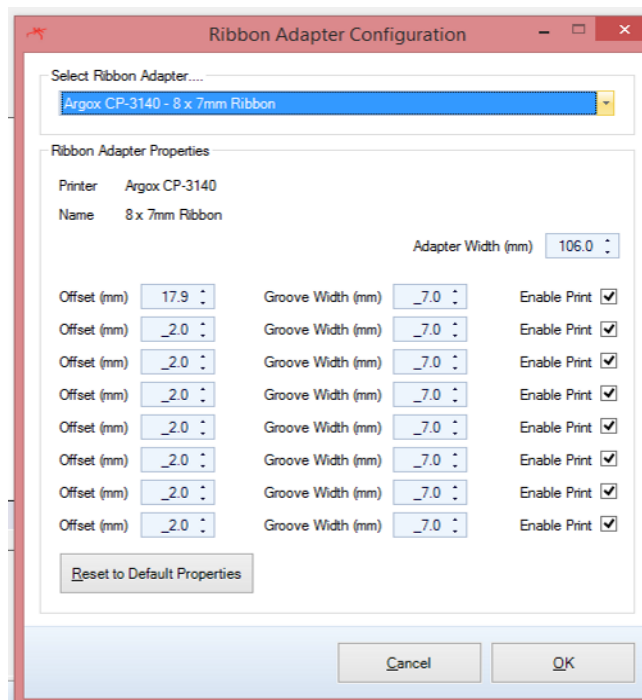 Ribbon Adapter Configuration
Select Ribbon Adapter....
Argox CP-3140 - 8 x 7mm Ribbon
Ribbon Adapter Properties
Printer Argox CP-3140
Name 8 x 7mm Ribbon
Adapter Width (mm) 106.0
Offset (mm) 17.9 Groove Width (mm) _7.0 Enable Print
Offset (mm) _2.0 Groove Width (mm) _7.0 Enable Print
Offset (mm) _2.0 Groove Width (mm) _7.0 Enable Print
Offset (mm) _2.0 Groove Width (mm) _7.0 Enable Print
Offset (mm) _2.0 Groove Width (mm) _7.0 Enable Print
Offset (mm) _2.0 Groove Width (mm) _7.0 Enable Print
Offset (mm) _2.0 Groove Width (mm) _7.0 Enable Print
Offset (mm) _2.0 Groove Width (mm) _7.0 Enable Print
Reset to Default Properties
Cancel OK